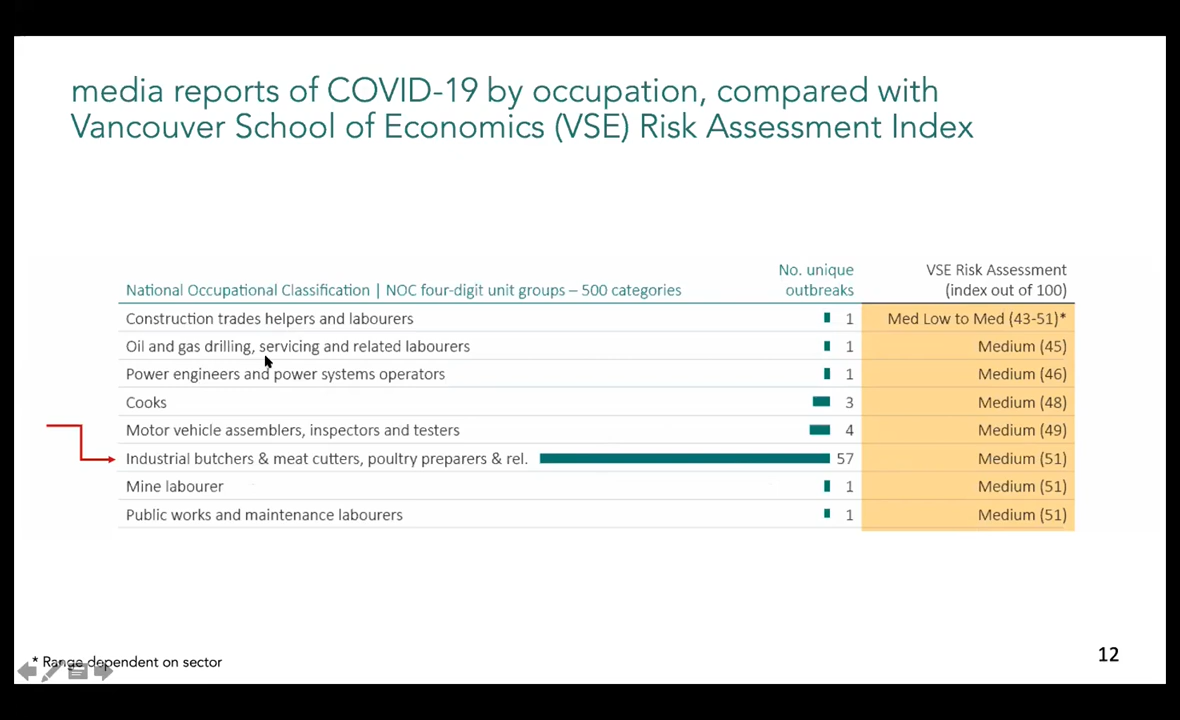 media reports of COVID-19 by occupation, compared with
Vancouver School of Economics (VSE) Risk Assessment Index
National Occupational Classification | NOC four-digit unit groups – 500 categories No. unique outbreaks VSE Risk Assessment (index out of 100)
Construction trades helpers and labourers 1 Med Low to Med (43-51)*
Oil and gas drilling, servicing and related labourers 1 Medium (45)
Power engineers and power systems operators 1 Medium (46)
Cooks 3 Medium (48)
Motor vehicle assemblers, inspectors and testers 4 Medium (49)
Industrial butchers & meat cutters, poultry preparers & rel. 57 Medium (51)
Mine labourer 1 Medium (51)
Public works and maintenance labourers 1 Medium (51)
* Range dependent on sector
12